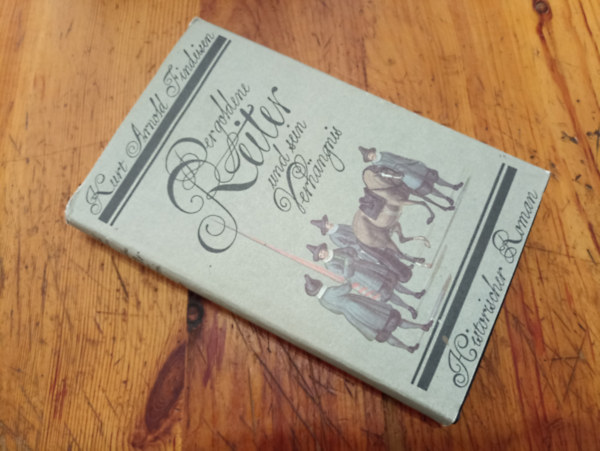 Kurt Arnold Findeisen
Der goldene
Reiter
und sein
Verhängnis
Historischer Roman